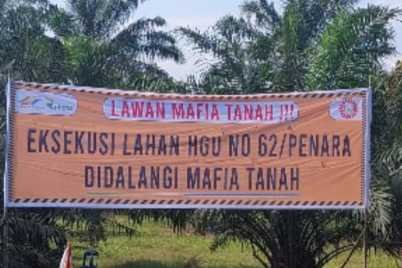 LAWAN MAFIA TANAH !!!
EKSEKUSI LAHAN HGU NO 62/PENARA
DIDALANGI MAFIA TANAH